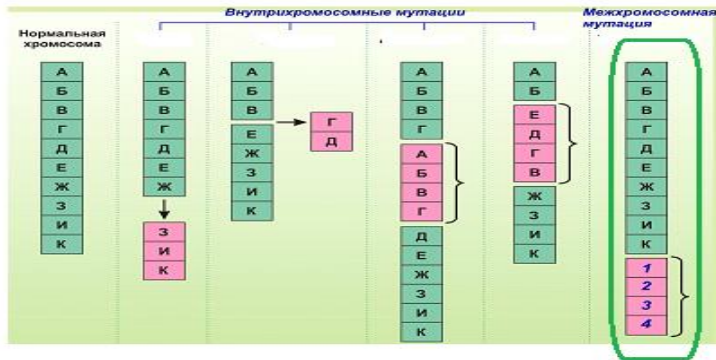 Внутрихромосомные мутации
Межхромосомная
мутация
Нормальная
хромосома
А
Б
В
Г
Д
Е
Ж
З
И
К
А
Б
В
Г
Д
Е
Ж
З
И
К
А
Б
В
Е
Ж
З
И
К
Г
Д
А
Б
В
Г
А
Б
В
Г
Д
Е
Ж
З
И
К
А
Б
Е
Д
Г
В
Ж
З
И
К
А
Б
В
Г
Д
Е
Ж
З
И
К
1
2
3
4